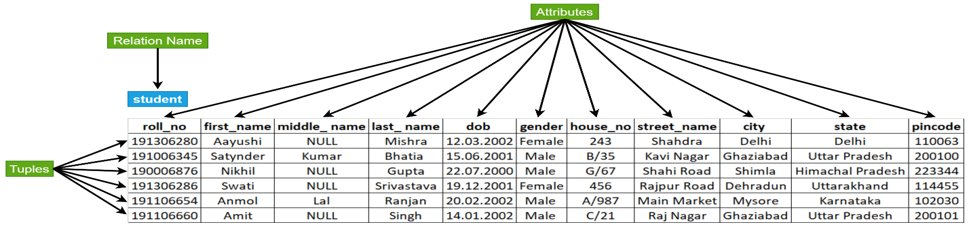 Attributes
Relation Name
student
roll_no first_name middle_ name last_ name dob gender house_no street_name city state pincode
191306280 Aayushi NULL Mishra 12.03.2002 Female 243 Shahdra Delhi Delhi 110063
191006345 Satynder Kumar Bhatia 15.06.2001 Male B/35 Kavi Nagar Ghaziabad Uttar Pradesh 200100
Tuples
190006876 Nikhil NULL Gupta 22.07.2000 Male G/67 Shahi Road Shimla Himachal Pradesh 223344
191306286 Swati NULL Srivastava 19.12.2001 Female 456 Rajpur Road Dehradun Uttarakhand 114455
191106654 Anmol Lal Ranjan 20.02.2002 Male A/987 Main Market Mysore Karnataka 102030
191106660 Amit NULL Singh 14.01.2002 Male C/21 Raj Nagar Ghaziabad Uttar Pradesh 200101